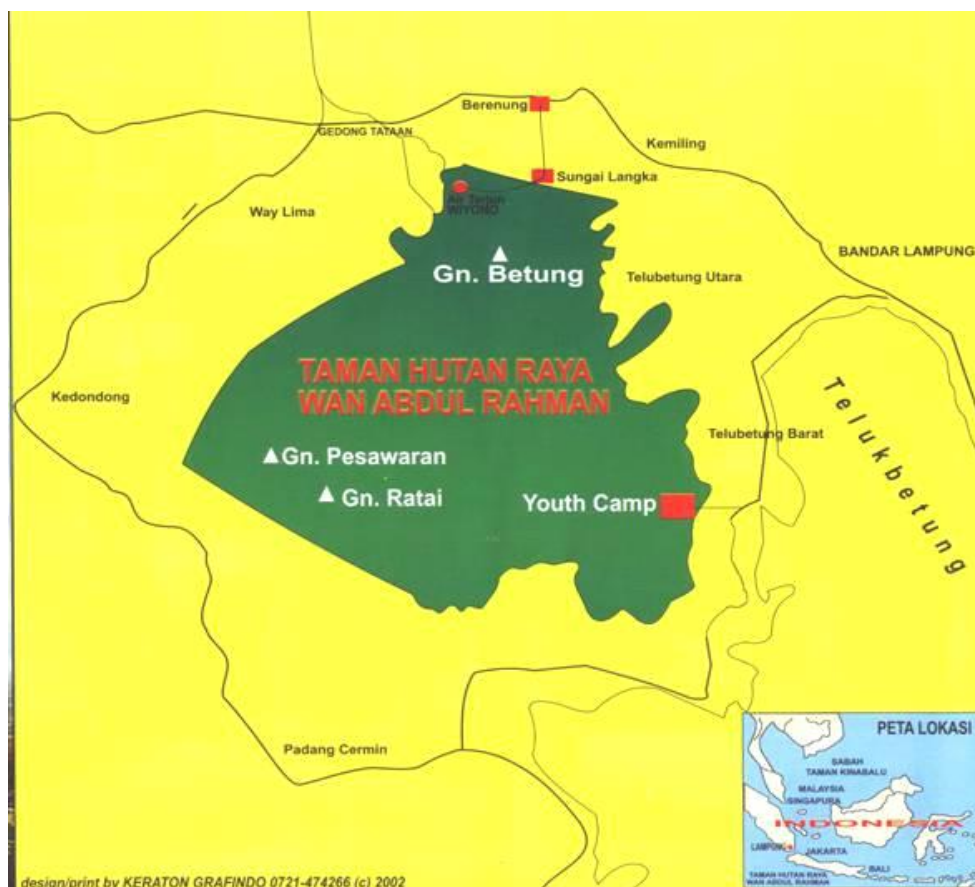 Berenung
GEDONG TATAAN
Kemiling
Sungai Langka
Air Terjun
WIYONO
Way Lima
BANDAR LAMPUNG
Gn. Betung
Telubetung Utara
TAMAN HUTAN RAYA
WAN ABDUL RAHMAN
Kedondong
Telukbetung
Telubetung Barat
Gn. Pesawaran
Gn. Ratai
Youth Camp
Padang Cermin
PETA LOKASI
SABAH
TAMAN KINABALU
MALAYSIA
SINGAPURA
INDONESIA
LAMPUNG
JAKARTA
BALI
TAMAN HUTAN RAYA
WAN ABDUL RAHMAN
design/print by KERATON GRAFINDO 0721-474266 (c) 2002